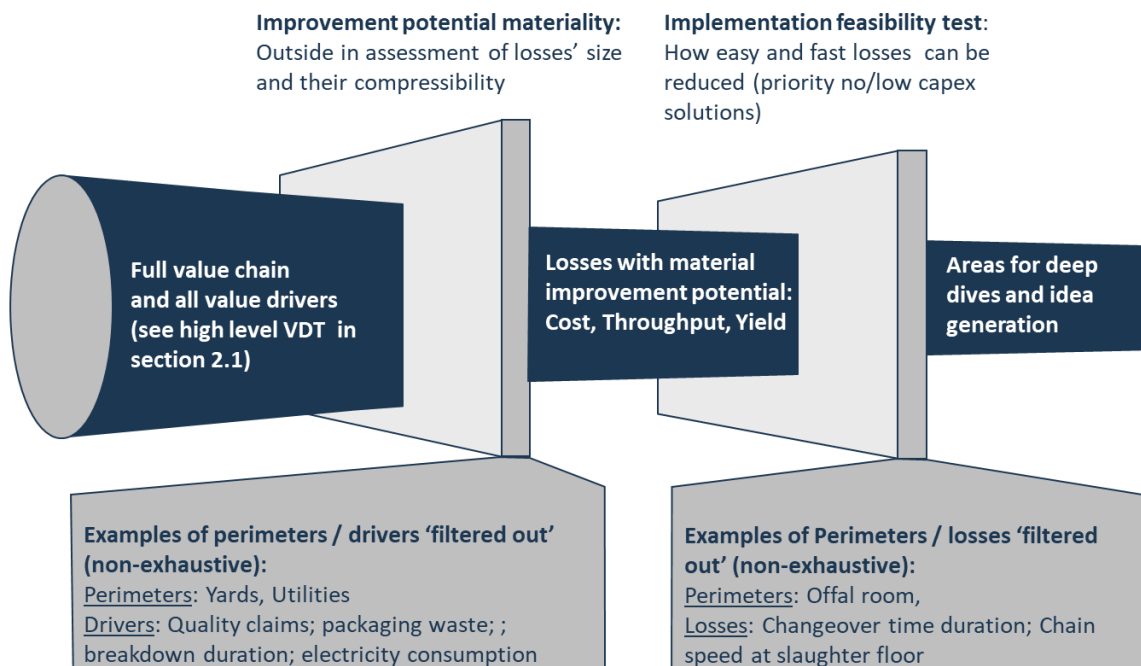 Improvement potential materiality:
Outside in assessment of losses’ size
and their compressibility
Implementation feasibility test:
How easy and fast losses can be
reduced (priority no/low capex
solutions)
Full value chain
and all value drivers
(see high level VDT in
section 2.1)
Losses with material
improvement potential:
Cost, Throughput, Yield
Areas for deep
dives and idea
generation
Examples of perimeters / drivers ‘filtered out’
(non-exhaustive):
Perimeters: Yards, Utilities
Drivers: Quality claims; packaging waste; ;
breakdown duration; electricity consumption
Examples of Perimeters / losses ‘filtered
out’ (non-exhaustive):
Perimeters: Offal room,
Losses: Changeover time duration; Chain
speed at slaughter floor